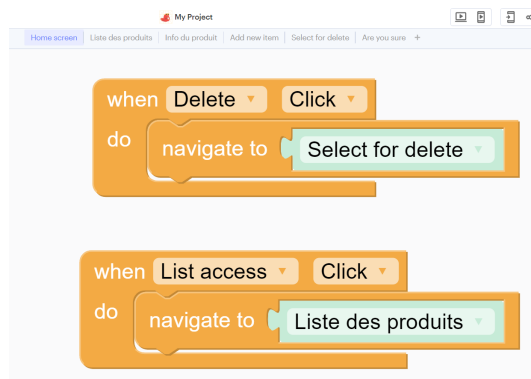 My Project
Home screen Liste des produits Info du produit Add new item Select for delete Are you sure +
when Delete Click
do navigate to Select for delete
when List access Click
do navigate to Liste des produits